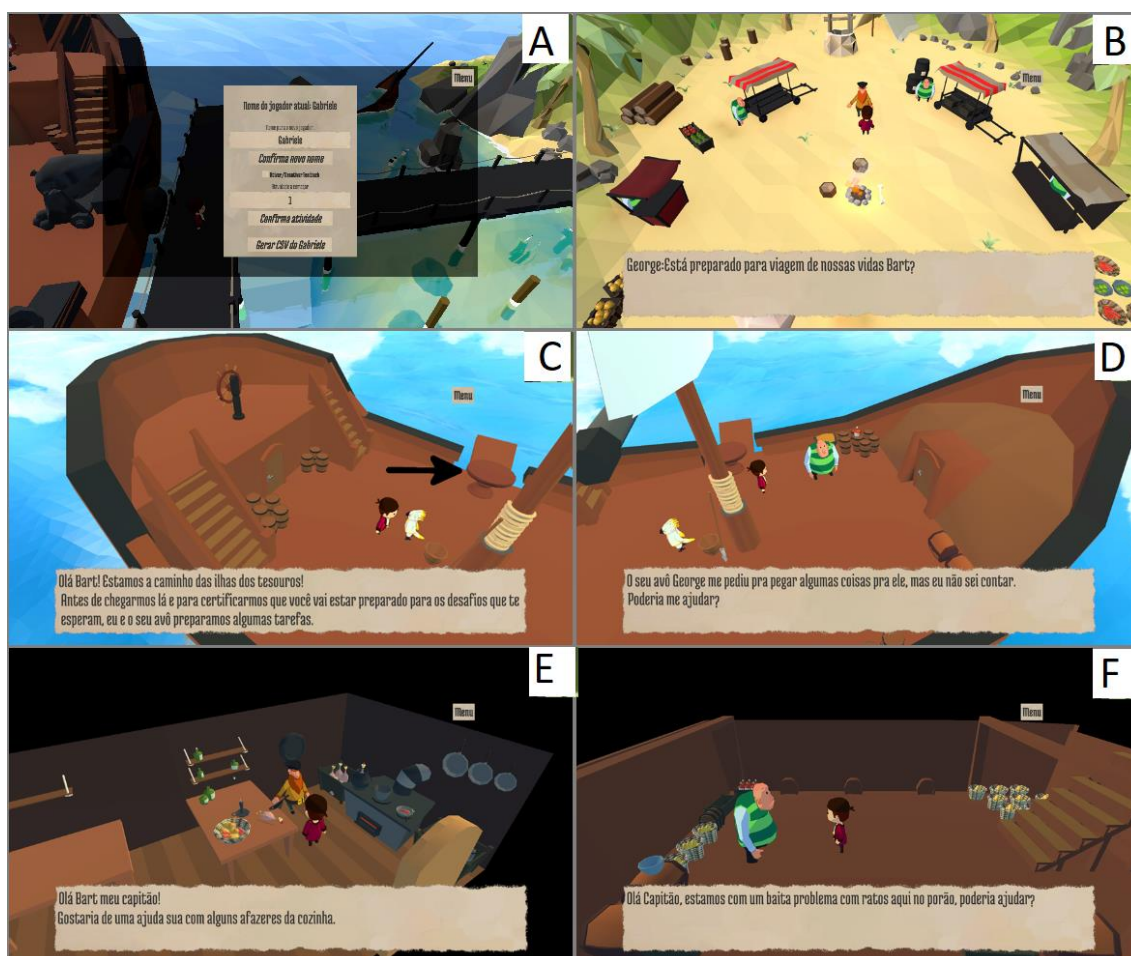 A
Menu
Nome do jogador atual: Gabriele
Gabriele
Confirma novo nome
1
Confirma atividade
Gerar CSV do Gabriele
B
Menu
George:Está preparado para viagem de nossas vidas Bart?
C
Menu
Olá Bart! Estamos a caminho das ilhas dos tesouros!
Antes de chegarmos lá e para certificarmos que você vai estar preparado para os desafios que te
esperam, eu e o seu avô preparamos algumas tarefas.
D
Menu
O seu avô George me pediu pra pegar algumas coisas pra ele, mas eu não sei contar.
Poderia me ajudar?
E
Menu
Olá Bart meu capitão!
Gostaria de uma ajuda sua com alguns afazeres da cozinha.
F
Menu
Olá Capitão, estamos com um baita problema com ratos aqui no porão, poderia ajudar?